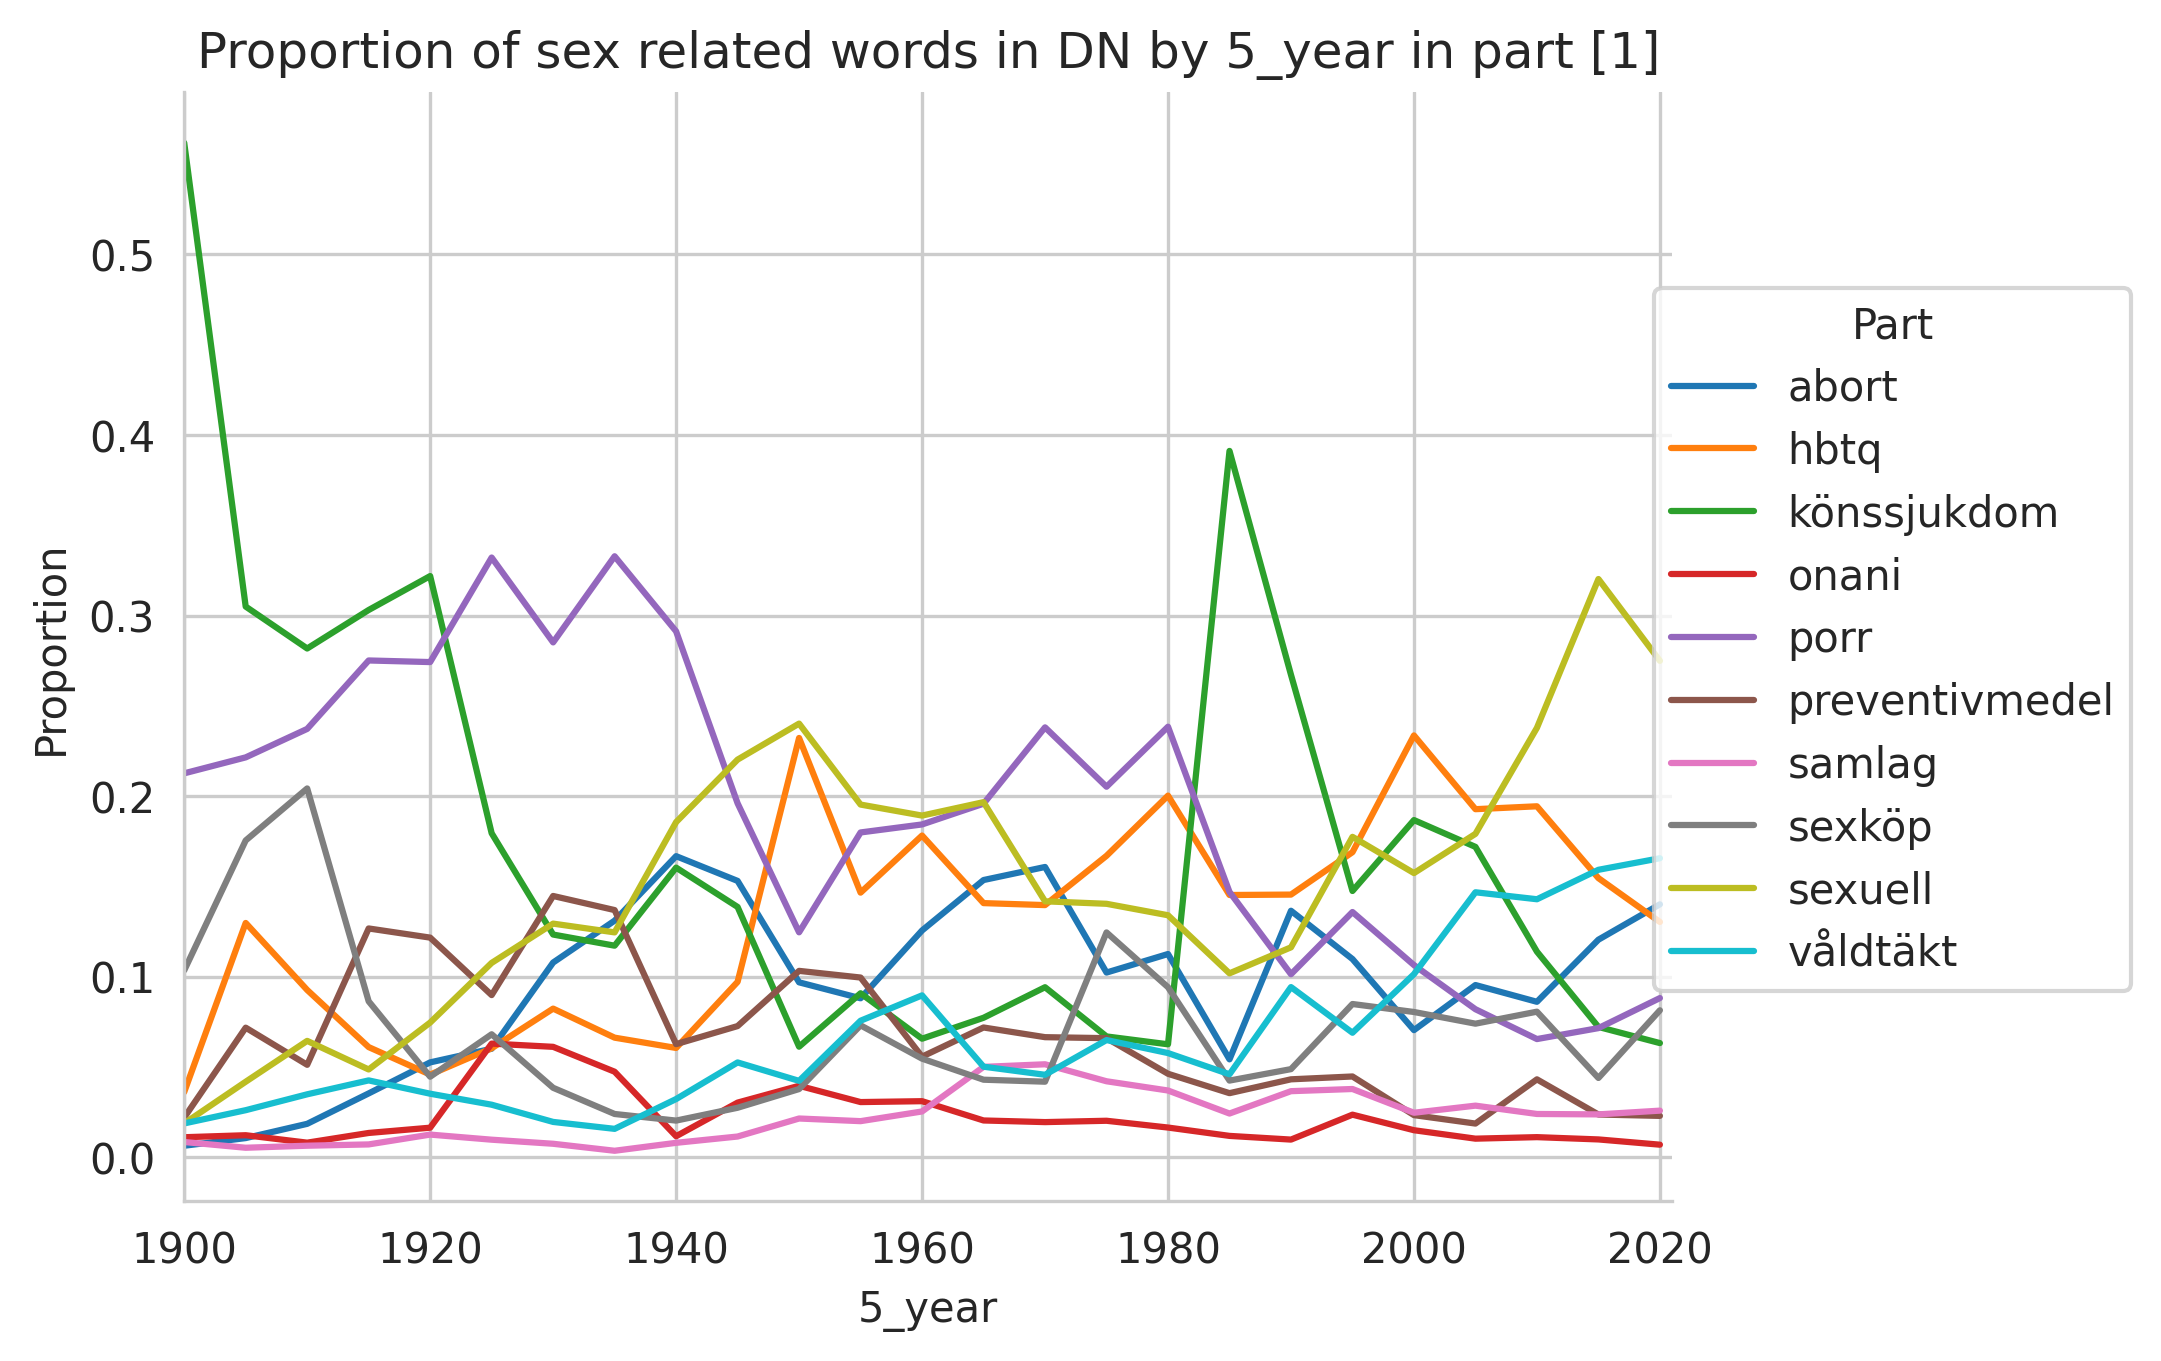 Proportion of sex related words in DN by 5_year in part [1]
0.5
0.4
0.3
0.2
0.1
0.0
Proportion
1900 1920 1940 1960 1980 2000 2020
5_year
Part
abort
hbtq
könssjukdom
onani
porr
preventivmedel
samlag
sexköp
sexuell
våldtäkt